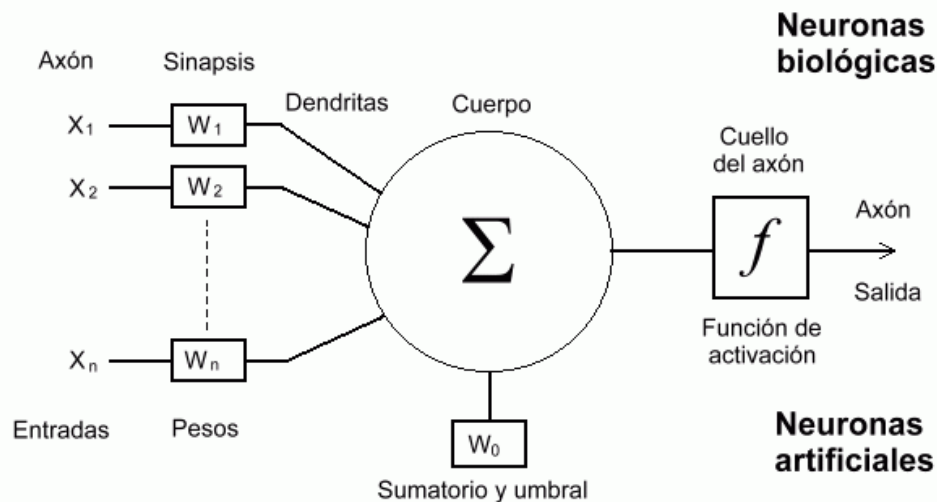 Neuronas
biológicas
Axón
Sinapsis
Dendritas
Cuerpo
Cuello
del axón
X1
W1
X2
W2
Σ
f
Axón
Salida
Función de
activación
Xn
Wn
Entradas
Pesos
W0
Sumatorio y umbral
Neuronas
artificiales